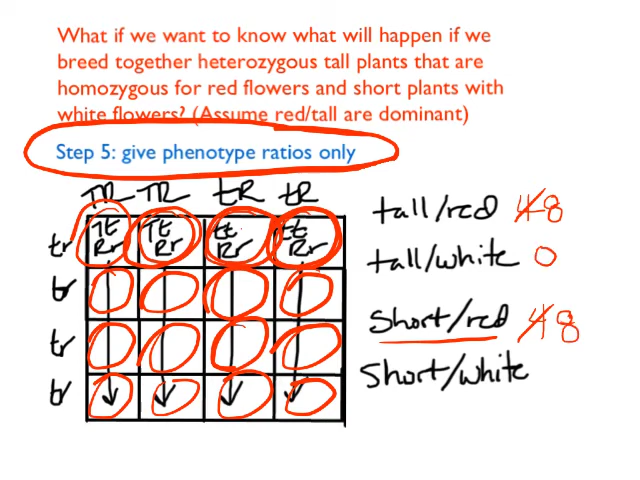 What if we want to know what will happen if we
breed together heterozygous tall plants that are
homozygous for red flowers and short plants with
white flowers? (Assume red/tall are dominant)
Step 5: give phenotype ratios only
TR TR tR tR
tr Tt Tt tt tt
Rr Rr Rr Rr
tr
tr
tr
tall/red 8
tall/white 0
short/red 8
short/white